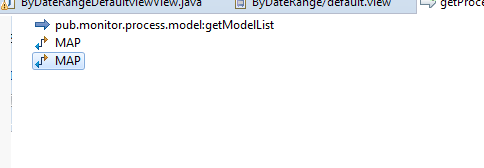 ByDateRangeDefaultviewView.java ByDateRange/default.view getProce
pub.monitor.process.model:getModelList
MAP
MAP